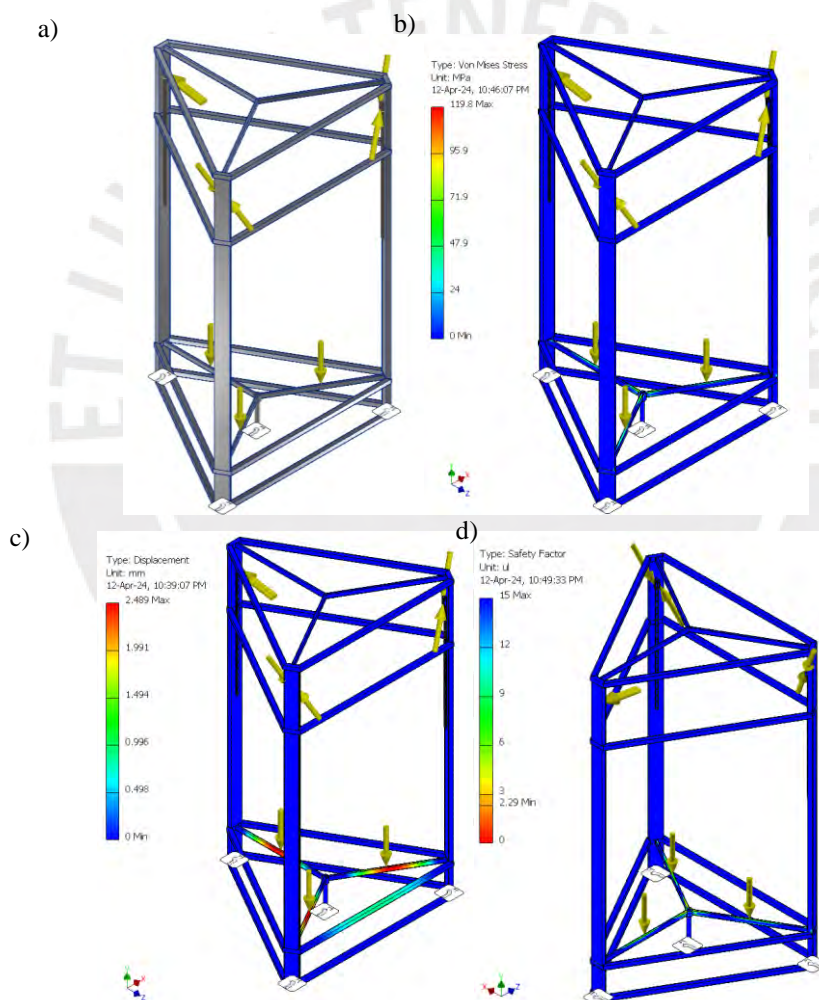 a)
b)
Type: Von Mises Stress
Unit: MPa
12-Apr-24, 10:46:07 PM
119.8 Max
95.9
71.9
47.9
24
0 Min
c)
Type: Displacement
Unit: mm
12-Apr-24, 10:39:07 PM
2.489 Max
1.991
1.494
0.996
0.498
0 Min
d)
Type: Safety Factor
Unit: ul
12-Apr-24, 10:49:33 PM
15 Max
12
9
6
3
2.29 Min
0